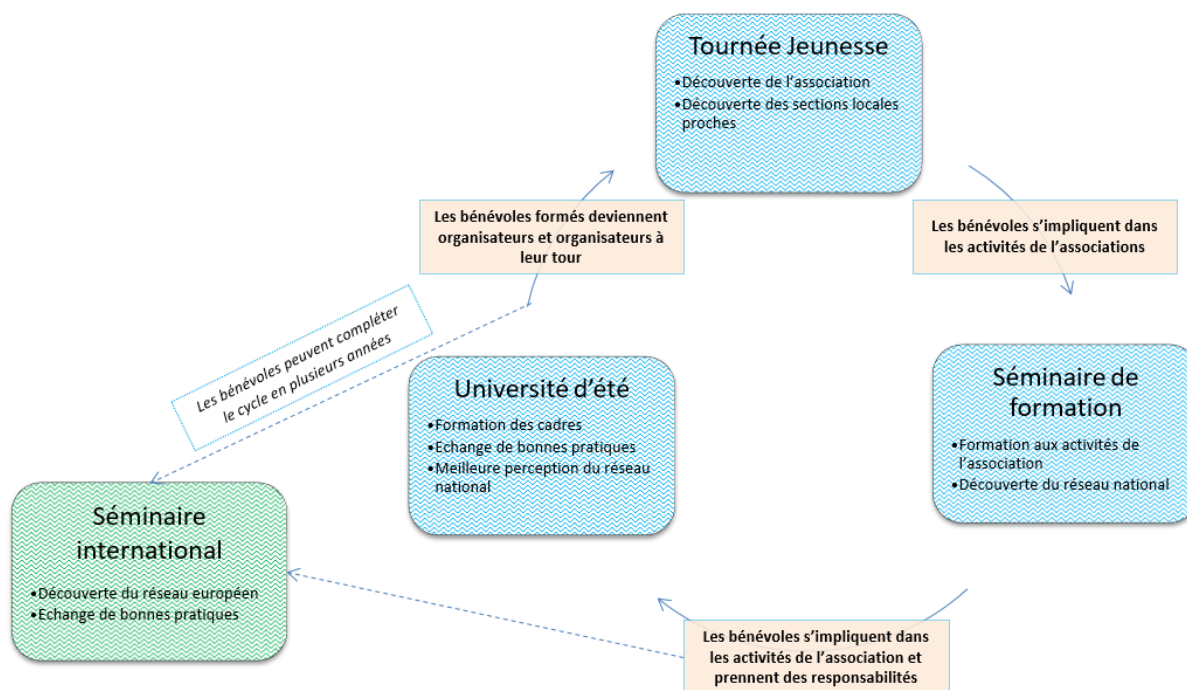 Tournée Jeunesse
•Découverte de l'association
•Découverte des sections locales
proches
Les bénévoles formés deviennent
organisateurs et organisateurs à
leur tour
Les bénévoles s'impliquent dans
les activités de l'associations
Les bénévoles peuvent compléter
le cycle en plusieurs années
Université d'été
•Formation des cadres
•Echange de bonnes pratiques
•Meilleure perception du réseau
national
Séminaire de
formation
•Formation aux activités de
l'association
•Découverte du réseau national
Séminaire
international
•Découverte du réseau européen
•Echange de bonnes pratiques
Les bénévoles s'impliquent dans
les activités de l'association et
prennent des responsabilités